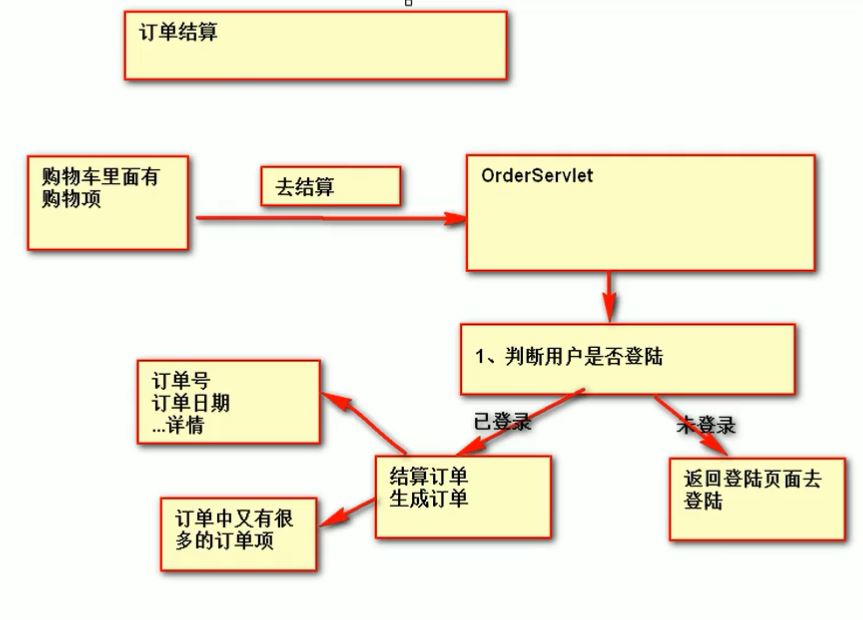 订单结算
购物车里面有
购物项
去结算
OrderServlet
1、判断用户是否登陆
订单号
订单日期
...详情
已登录
未登录
结算订单
生成订单
返回登陆页面去
登陆
订单中又有很
多的订单项